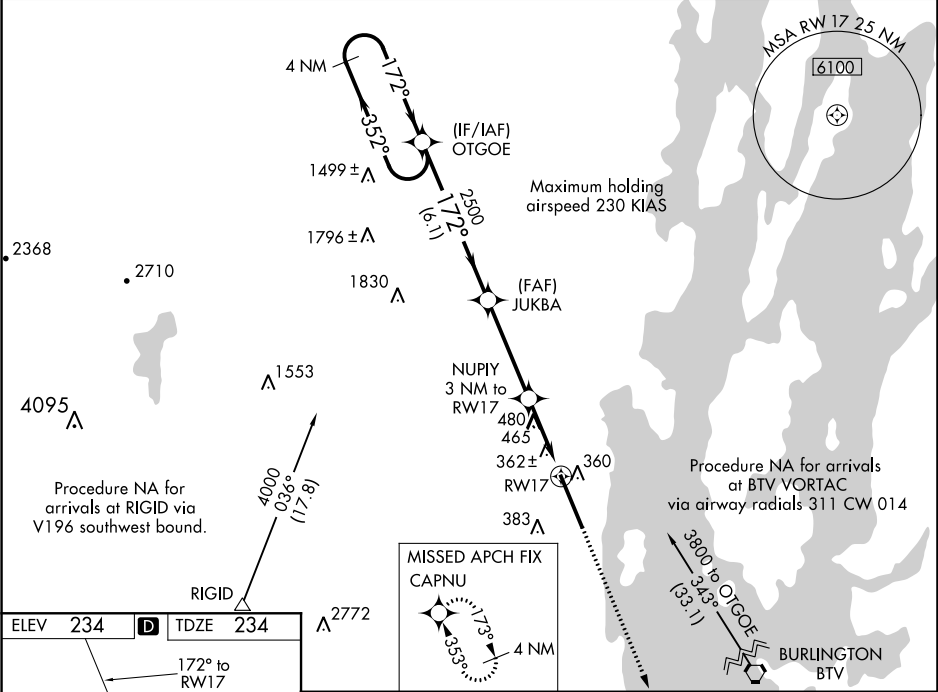 MSA RW 17 25 NM
6100
4 NM
172°
352°
(IF/IAF)
OTGOE
1499 ±
Maximum holding
airspeed 230 KIAS
2500
172°
(6.1)
1796 ±
2368
2710
1830
(FAF)
JUKBA
1553
NUPIY
3 NM to
RW17
4095
480
465
362 ±
360
RW17
Procedure NA for
arrivals at RIGID via
V196 southwest bound.
4000
036°
(17.8)
Procedure NA for arrivals
at BTV VORTAC
via airway radials 311 CW 014
383
3800 to OTGOE
343°
(33.1)
MISSED APCH FIX
CAPNU
173°
353°
4 NM
RIGID
2772
ELEV 234 D TDZE 234
172° to
RW17
BURLINGTON
BTV